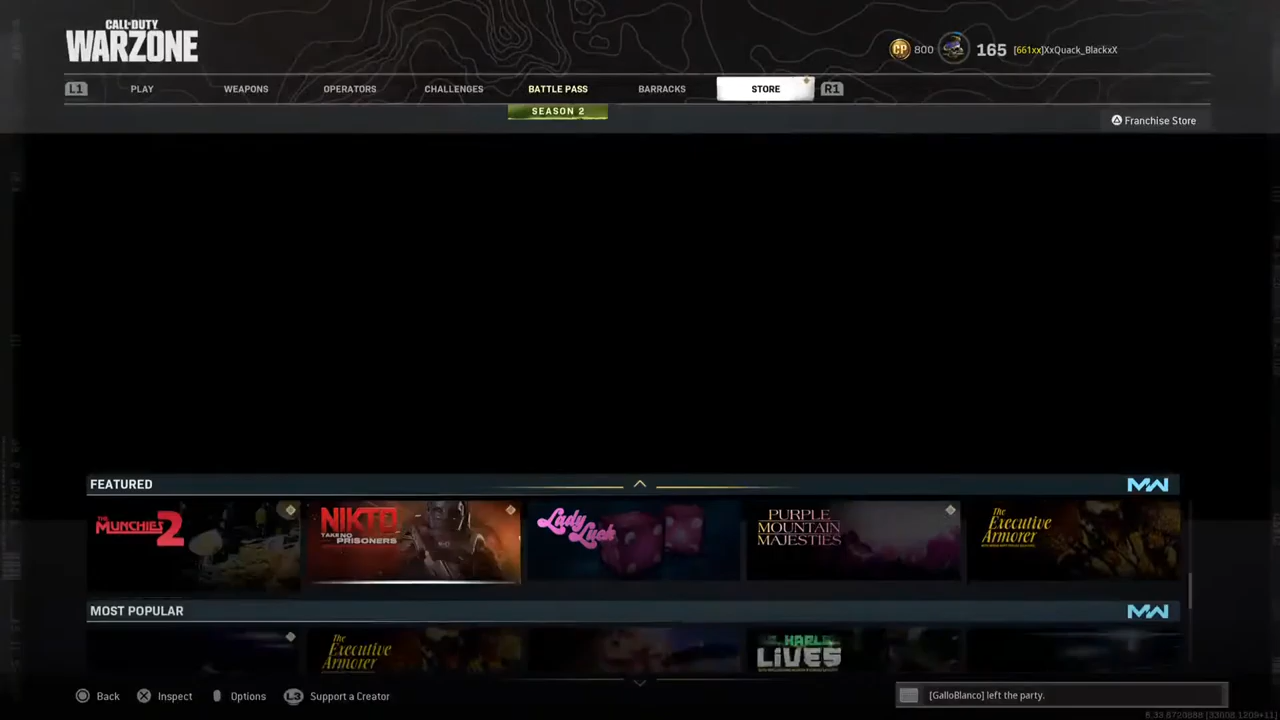 CALL OF DUTY
WARZONE
CP 800 165 [661xx]XxQuack_BlackxX
L1 PLAY WEAPONS OPERATORS CHALLENGES BATTLE PASS BARRACKS STORE R1
SEASON 2
Franchise Store
FEATURED MW
THE MUNCHIES 2
NIKTO
TAKE NO PRISONERS
Lady Luck
PURPLE
MOUNTAIN
MAJESTIES
The
Executive
Armorer
MOST POPULAR MW
The
Executive
Armorer
LIVES
Back Inspect Options L3 Support a Creator
[GalloBlanco] left the party.